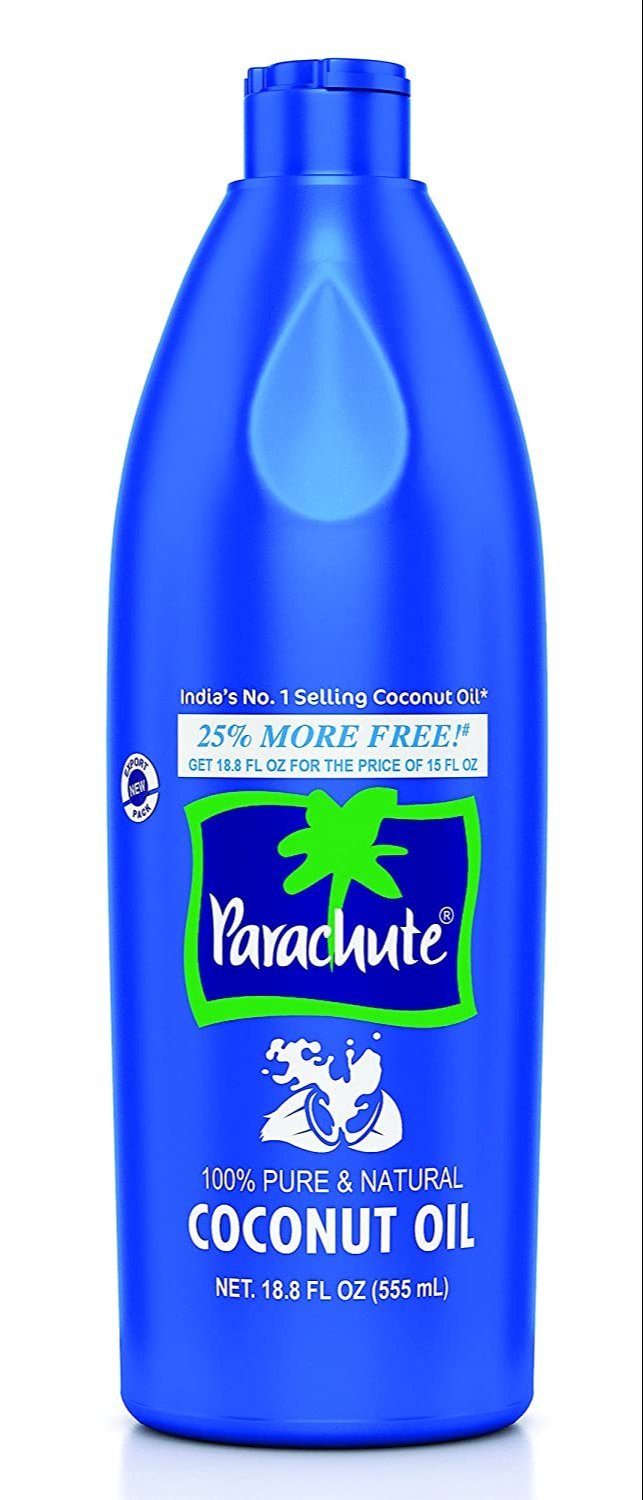 India's No. 1 Selling Coconut Oil*
25% MORE FREE!#
GET 18.8 FL OZ FOR THE PRICE OF 15 FL OZ
EXPORT
NEW
PACK
Parachute®
100% PURE & NATURAL
COCONUT OIL
NET. 18.8 FL OZ (555 mL)